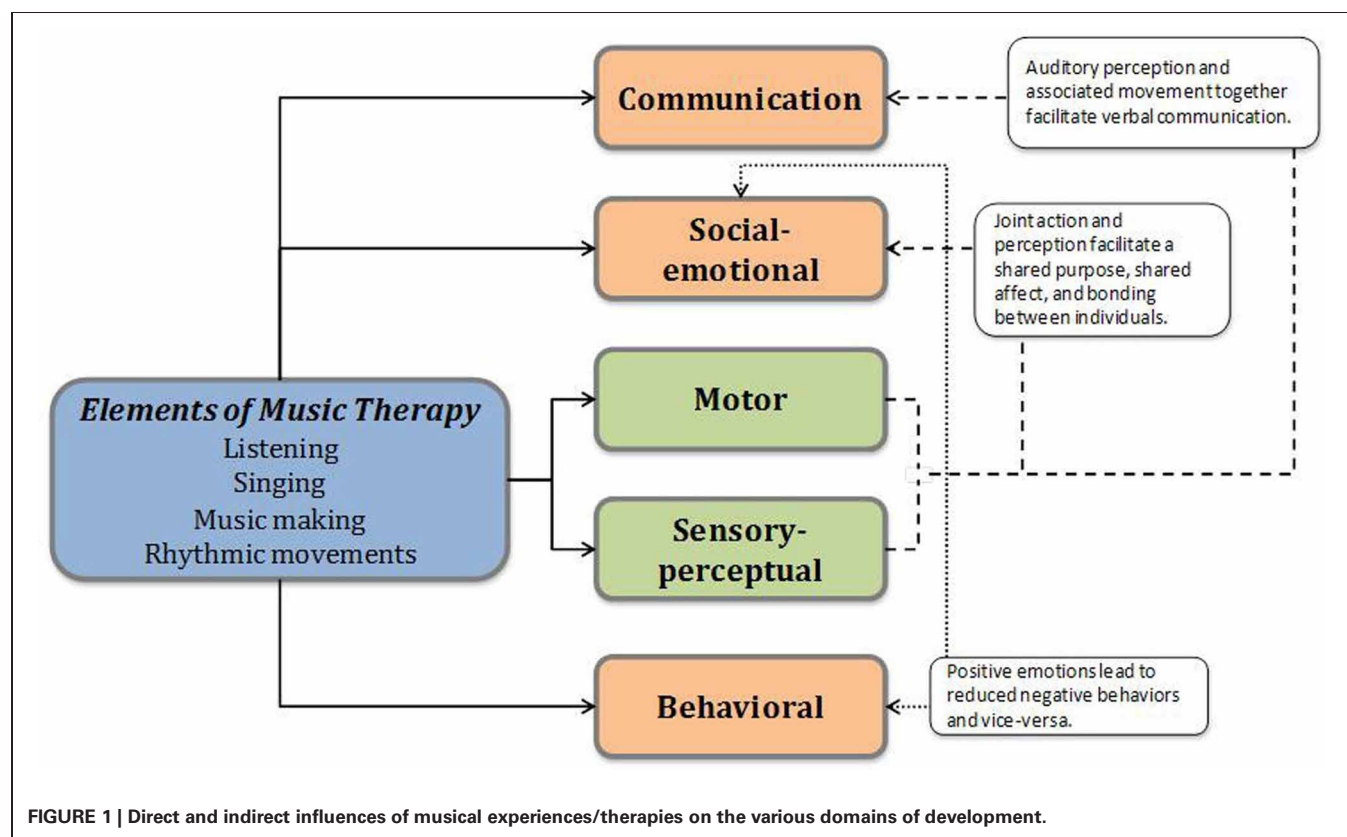 Communication
Auditory perception and
associated movement together
facilitate verbal communication.
Social-
emotional
Joint action and
perception facilitate a
shared purpose, shared
affect, and bonding
between individuals.
Elements of Music Therapy
Listening
Singing
Music making
Rhythmic movements
Motor
Sensory-
perceptual
Behavioral
Positive emotions lead to
reduced negative behaviors
and vice-versa.
FIGURE 1 | Direct and indirect influences of musical experiences/therapies on the various domains of development.